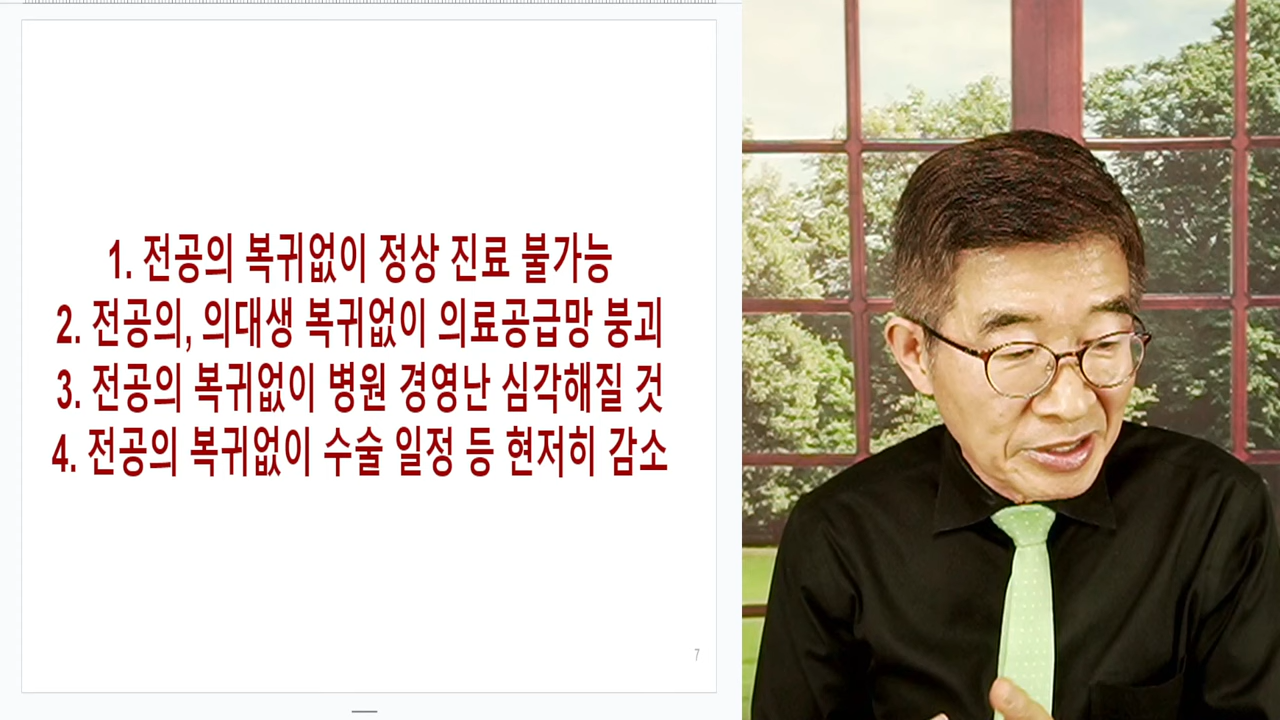 1. 전공의 복귀없이 정상 진료 불가능
2. 전공의, 의대생 복귀없이 의료공급망 붕괴
3. 전공의 복귀없이 병원 경영난 심각해질 것
4. 전공의 복귀없이 수술 일정 등 현저히 감소
7